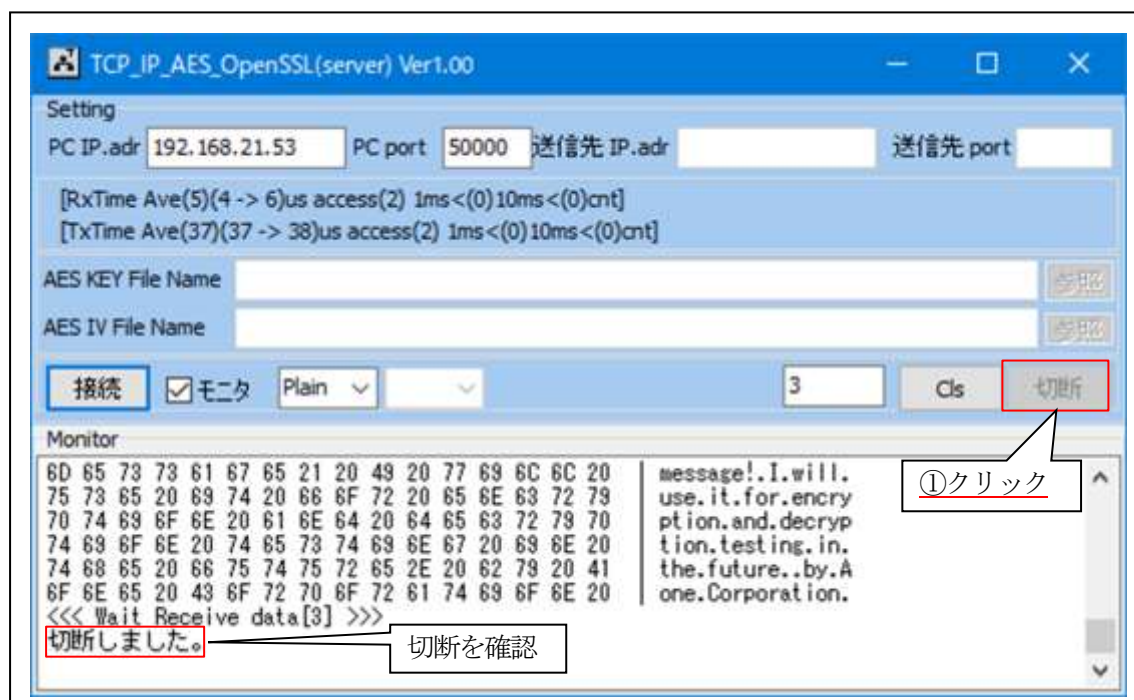 TCP_IP_AES_OpenSSL(server) Ver1.00
Setting
PC IP.adr 192.168.21.53 PC port 50000 送信先 IP.adr 送信先 port
[RxTime Ave(5)(4 -> 6)us access(2) 1ms<(0)10ms<(0)cnt]
[TxTime Ave(37)(37 -> 38)us access(2) 1ms<(0)10ms<(0)cnt]
AES KEY File Name 参照
AES IV File Name 参照
接続 モニタ Plain 3 Cls 切断
Monitor
6D 65 73 73 61 67 65 21 20 49 20 77 69 6C 6C 20 | message!.I.will.
75 73 65 20 69 74 20 66 6F 72 20 65 6E 63 72 79 | use.it.for.encry
70 74 69 6F 6E 20 61 6E 64 20 64 65 63 72 79 70 | ption.and.decryp
74 69 6F 6E 20 74 65 73 74 69 6E 67 20 69 6E 20 | tion.testing.in.
74 68 65 20 66 75 74 75 72 65 2E 20 62 79 20 41 | the.future..by.A
6F 6E 65 20 43 6F 72 70 6F 72 61 74 69 6F 6E 20 | one.Corporation.
①クリック
<<< Wait Receive data[3] >>>
切断しました。
切断を確認